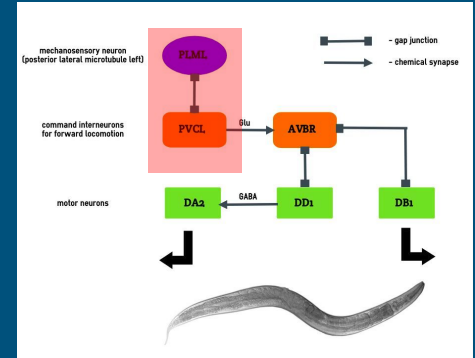 mechanosensory neuron
(posterior lateral microtubule left)
PLML
- gap junction
- chemical synapse
command interneurons
for forward locomotion
PVCL
Glu
AVBR
motor neurons
DA2
GABA
DD1
DB1